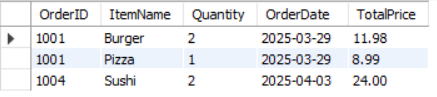 OrderID ItemName Quantity OrderDate TotalPrice
1001 Burger 2 2025-03-29 11.98
1001 Pizza 1 2025-03-29 8.99
1004 Sushi 2 2025-04-03 24.00